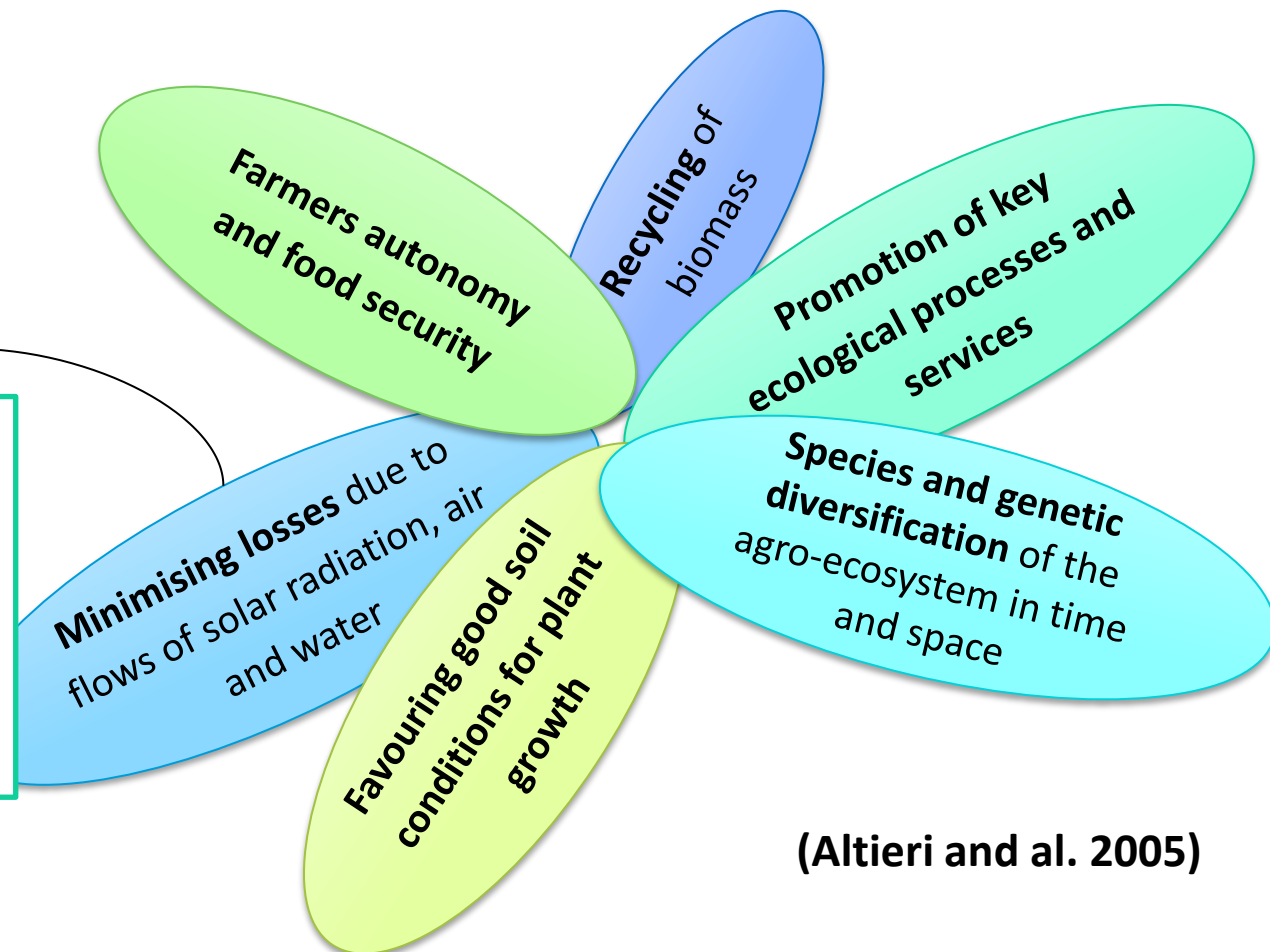 Farmers autonomy
and food security
Recycling of
biomass
Promotion of key
ecological processes and
services
Minimising losses due to
flows of solar radiation, air
and water
Favouring good soil
conditions for plant
growth
Species and genetic
diversification of the
agro-ecosystem in time
and space
(Altieri and al. 2005)